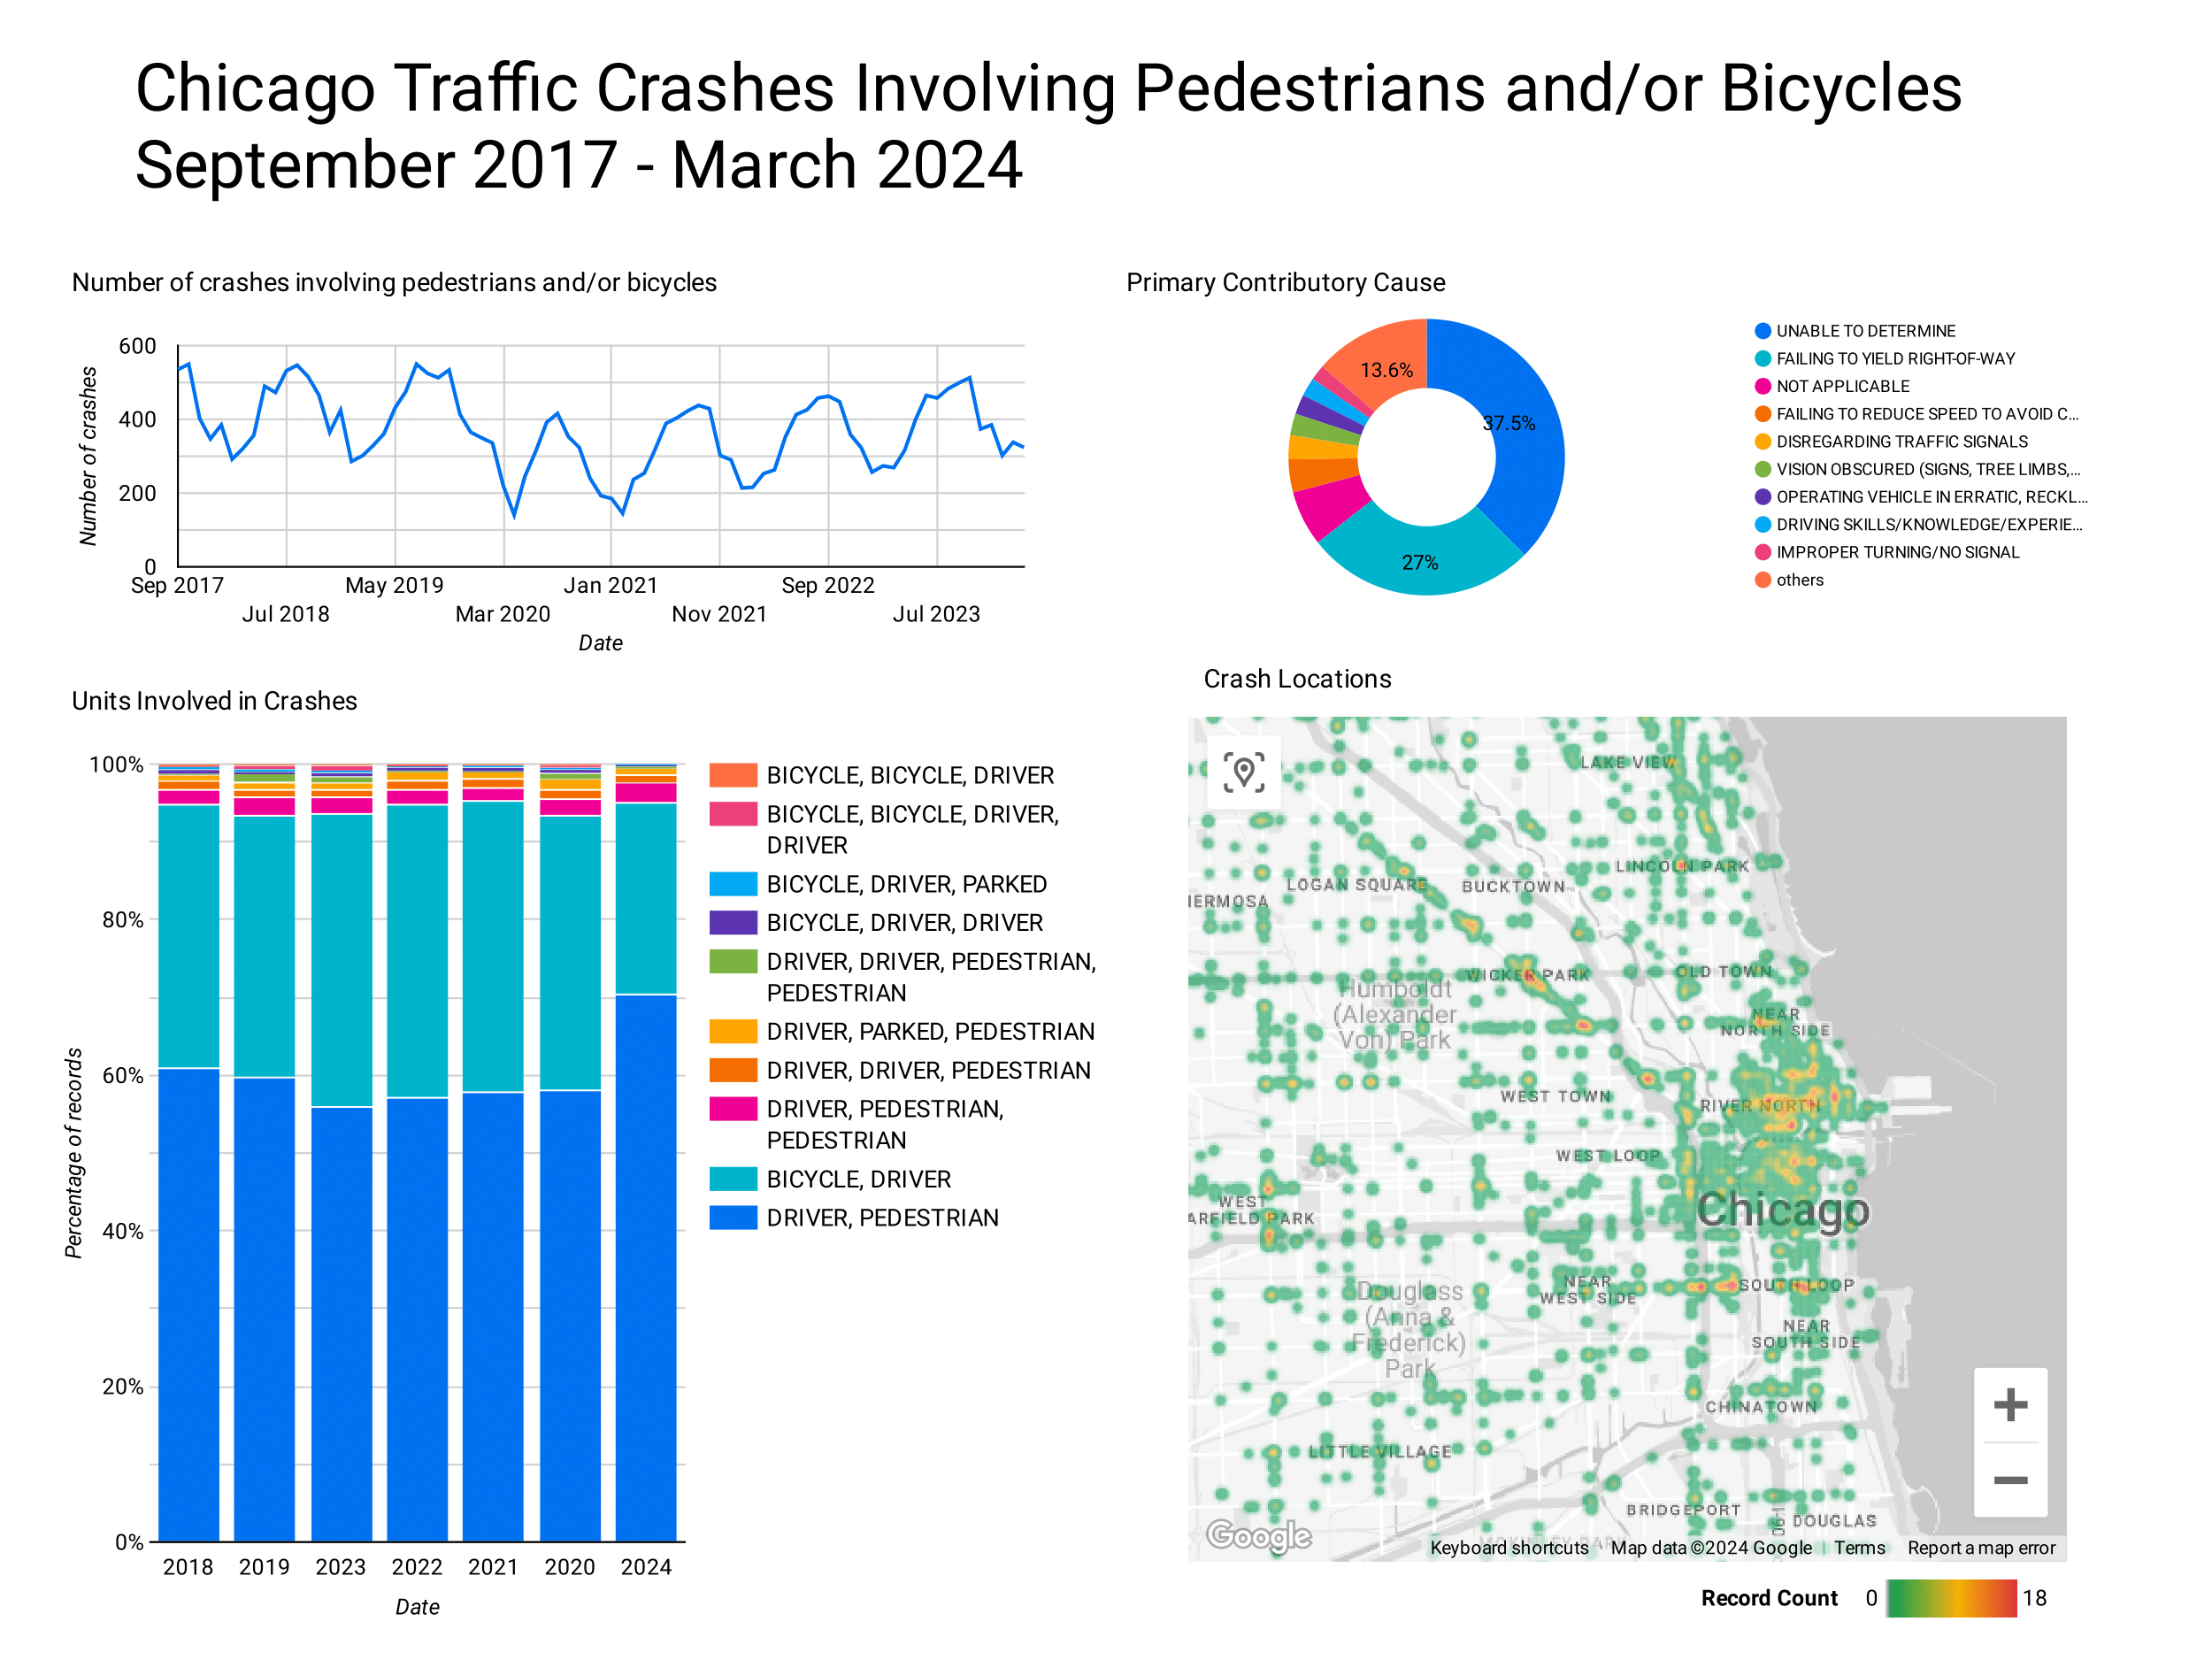 Chicago Traffic Crashes Involving Pedestrians and/or Bicycles
September 2017 - March 2024
Number of crashes involving pedestrians and/or bicycles
Number of crashes
600
400
200
0
Sep 2017
Jul 2018
May 2019
Mar 2020
Jan 2021
Nov 2021
Sep 2022
Jul 2023
Date
Primary Contributory Cause
13.6%
37.5%
27%
UNABLE TO DETERMINE
FAILING TO YIELD RIGHT-OF-WAY
NOT APPLICABLE
FAILING TO REDUCE SPEED TO AVOID C...
DISREGARDING TRAFFIC SIGNALS
VISION OBSCURED (SIGNS, TREE LIMBS,...
OPERATING VEHICLE IN ERRATIC, RECKL...
DRIVING SKILLS/KNOWLEDGE/EXPERIE...
IMPROPER TURNING/NO SIGNAL
others
Units Involved in Crashes
Percentage of records
100%
80%
60%
40%
20%
0%
2018
2019
2023
2022
2021
2020
2024
Date
BICYCLE, BICYCLE, DRIVER
BICYCLE, BICYCLE, DRIVER,
DRIVER
BICYCLE, DRIVER, PARKED
BICYCLE, DRIVER, DRIVER
DRIVER, DRIVER, PEDESTRIAN,
PEDESTRIAN
DRIVER, PARKED, PEDESTRIAN
DRIVER, DRIVER, PEDESTRIAN
DRIVER, PEDESTRIAN,
PEDESTRIAN
BICYCLE, DRIVER
DRIVER, PEDESTRIAN
Crash Locations
LAKE VIEW
LINCOLN PARK
LOGAN SQUARE
BUCKTOWN
IERMOSA
WICKER PARK
OLD TOWN
Humboldt
(Alexander
Von) Park
NEAR
NORTH SIDE
WEST TOWN
RIVER NORTH
WEST LOOP
WEST
ARFIELD PARK
Chicago
NEAR
WEST SIDE
SOUTH LOOP
Douglass
(Anna &
Frederick)
Park
NEAR
SOUTH SIDE
CHINATOWN
LITTLE VILLAGE
BRIDGEPORT
DOUGLAS
Google
Keyboard shortcuts
Map data ©2024 Google
Terms
Report a map error
Record Count
0
18